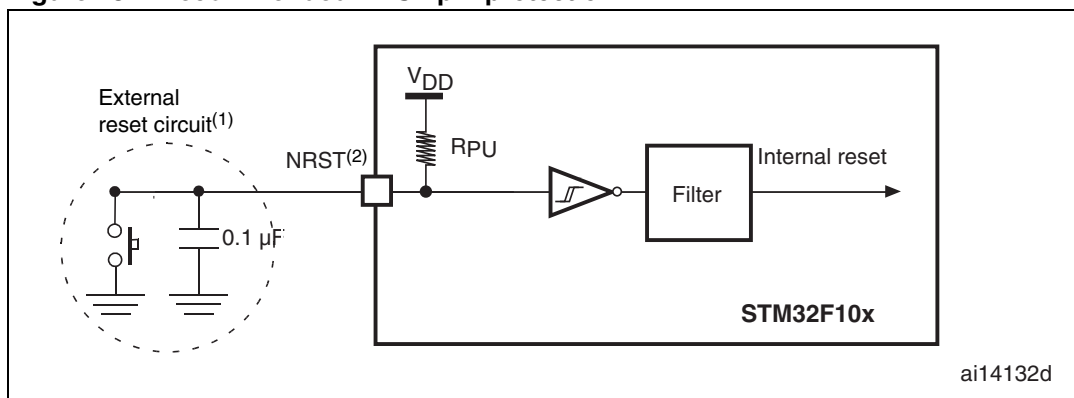 External
reset circuit(1)
VDD
RPU
NRST(2)
Internal reset
Filter
0.1 µF
STM32F10x
ai14132d